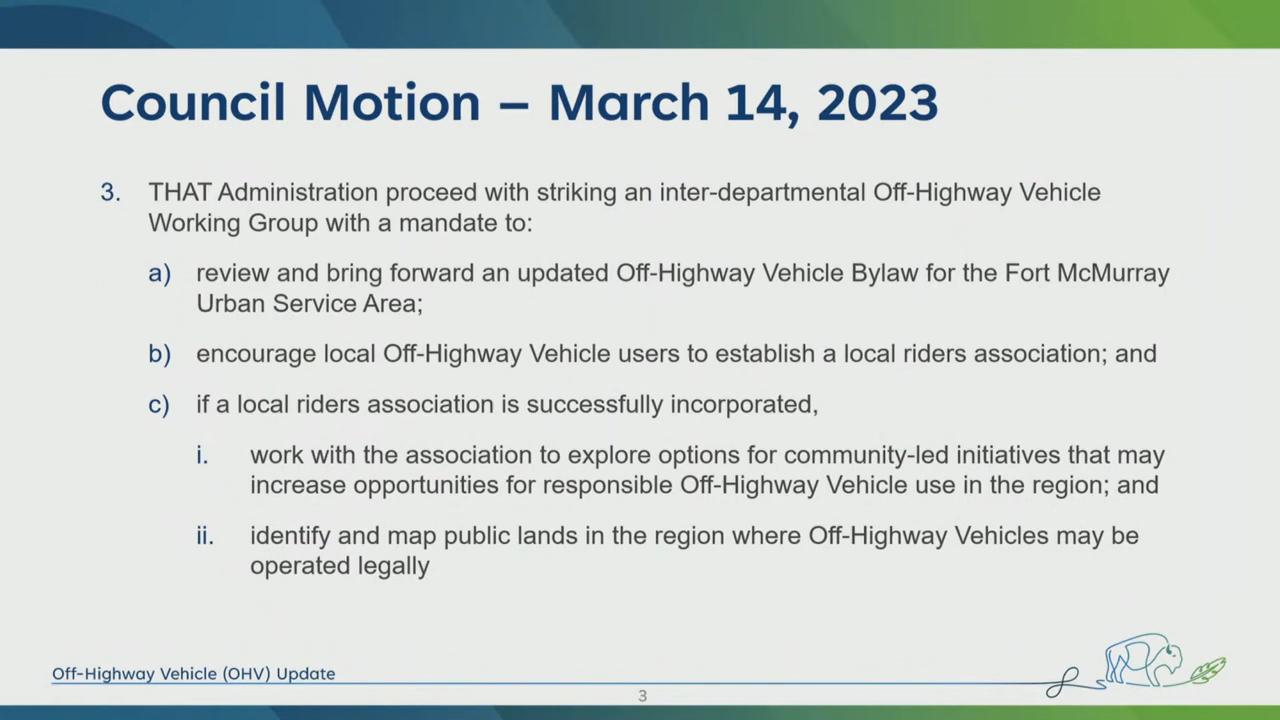 Council Motion – March 14, 2023
3. THAT Administration proceed with striking an inter-departmental Off-Highway Vehicle
Working Group with a mandate to:
a) review and bring forward an updated Off-Highway Vehicle Bylaw for the Fort McMurray
Urban Service Area;
b) encourage local Off-Highway Vehicle users to establish a local riders association; and
c) if a local riders association is successfully incorporated,
i. work with the association to explore options for community-led initiatives that may
increase opportunities for responsible Off-Highway Vehicle use in the region; and
ii. identify and map public lands in the region where Off-Highway Vehicles may be
operated legally
Off-Highway Vehicle (OHV) Update
3